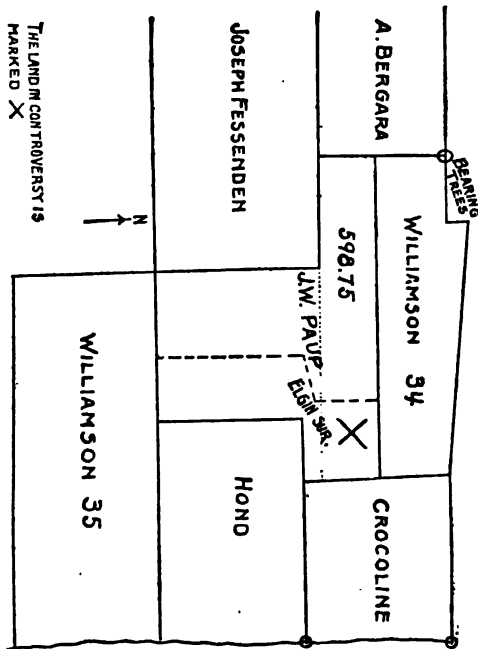 A. BERGARA
JOSEPH FESSENDEN
BEARING
TREES
WILLIAMSON 34
598.75
J.W. PAUP
ELGIN SUR.
X
CROCOLINE
HOND
WILLIAMSON 35
N
THE LAND IN CONTROVERSY IS
MARKED X